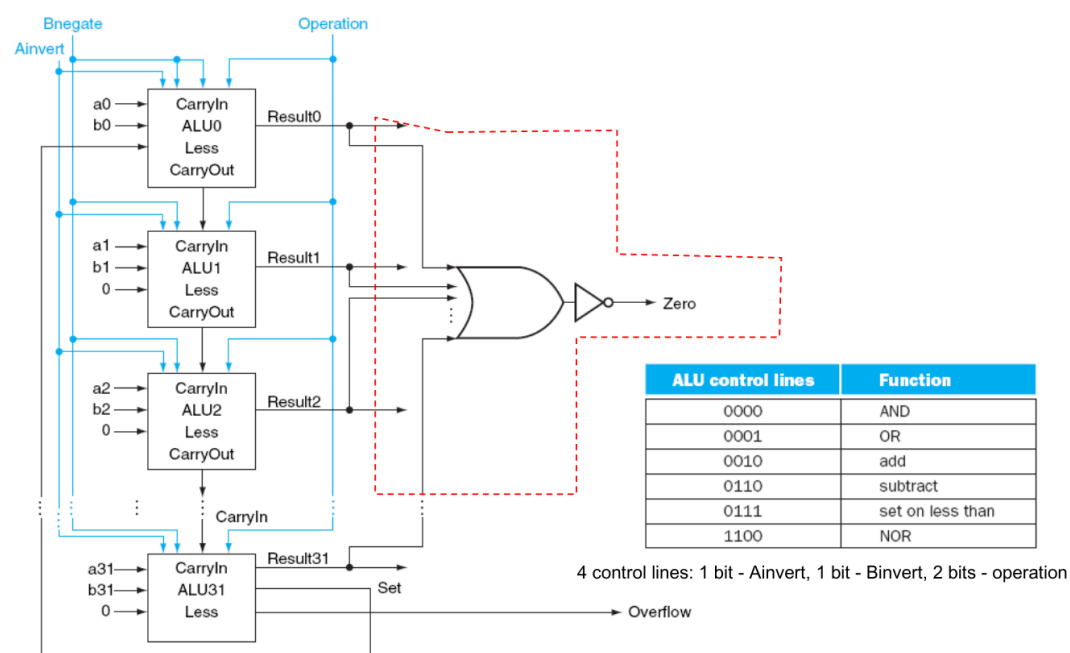 Bnegate
Operation
Ainvert
a0
b0
CarryIn
ALU0
Less
CarryOut
Result0
a1
b1
0
CarryIn
ALU1
Less
CarryOut
Result1
Zero
a2
b2
0
CarryIn
ALU2
Less
CarryOut
Result2
CarryIn
a31
b31
0
CarryIn
ALU31
Less
Result31
Set
Overflow
ALU control lines Function
0000 AND
0001 OR
0010 add
0110 subtract
0111 set on less than
1100 NOR
4 control lines: 1 bit - Ainvert, 1 bit - Binvert, 2 bits - operation